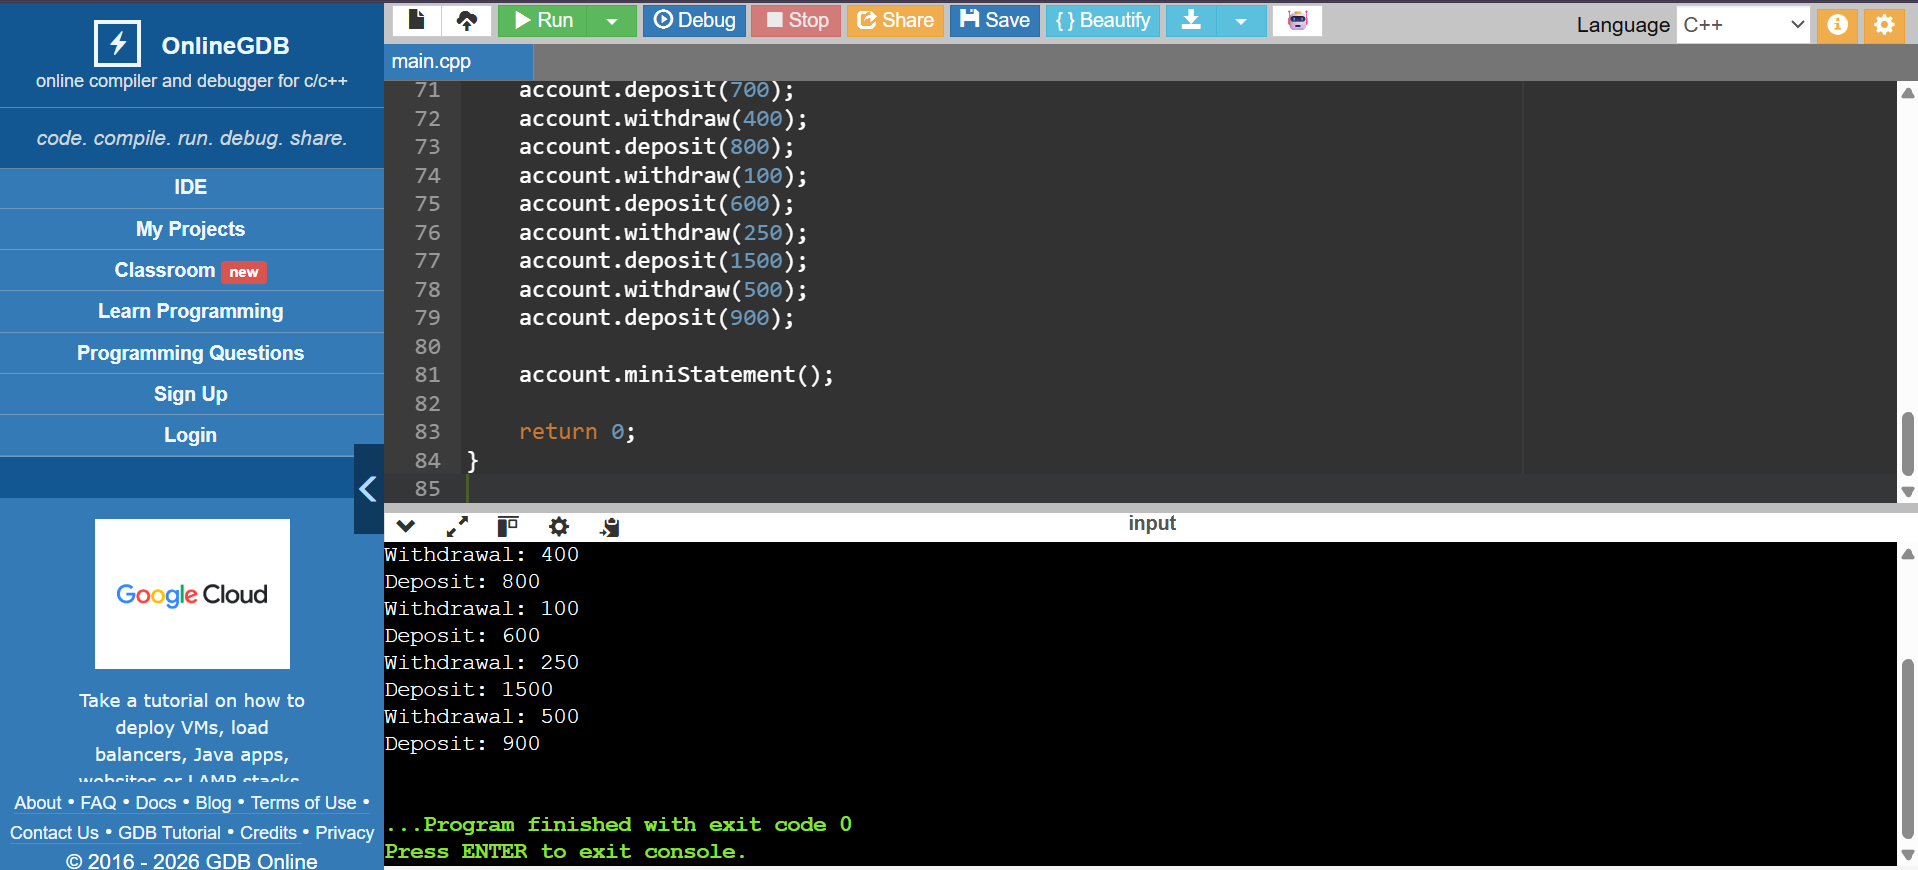 OnlineGDB
online compiler and debugger for c/c++
code. compile. run. debug. share.
IDE
My Projects
Classroom new
Learn Programming
Programming Questions
Sign Up
Login
Google Cloud
Take a tutorial on how to
deploy VMs, load
balancers, Java apps,
websites or LAMP stacks
About • FAQ • Docs • Blog • Terms of Use •
Contact Us • GDB Tutorial • Credits • Privacy
© 2016 - 2026 GDB Online
Run Debug Stop Share Save { } Beautify Language C++
main.cpp
71 account.deposit(700);
72 account.withdraw(400);
73 account.deposit(800);
74 account.withdraw(100);
75 account.deposit(600);
76 account.withdraw(250);
77 account.deposit(1500);
78 account.withdraw(500);
79 account.deposit(900);
80
81 account.miniStatement();
82
83 return 0;
84 }
85
input
Withdrawal: 400
Deposit: 800
Withdrawal: 100
Deposit: 600
Withdrawal: 250
Deposit: 1500
Withdrawal: 500
Deposit: 900
...Program finished with exit code 0
Press ENTER to exit console.